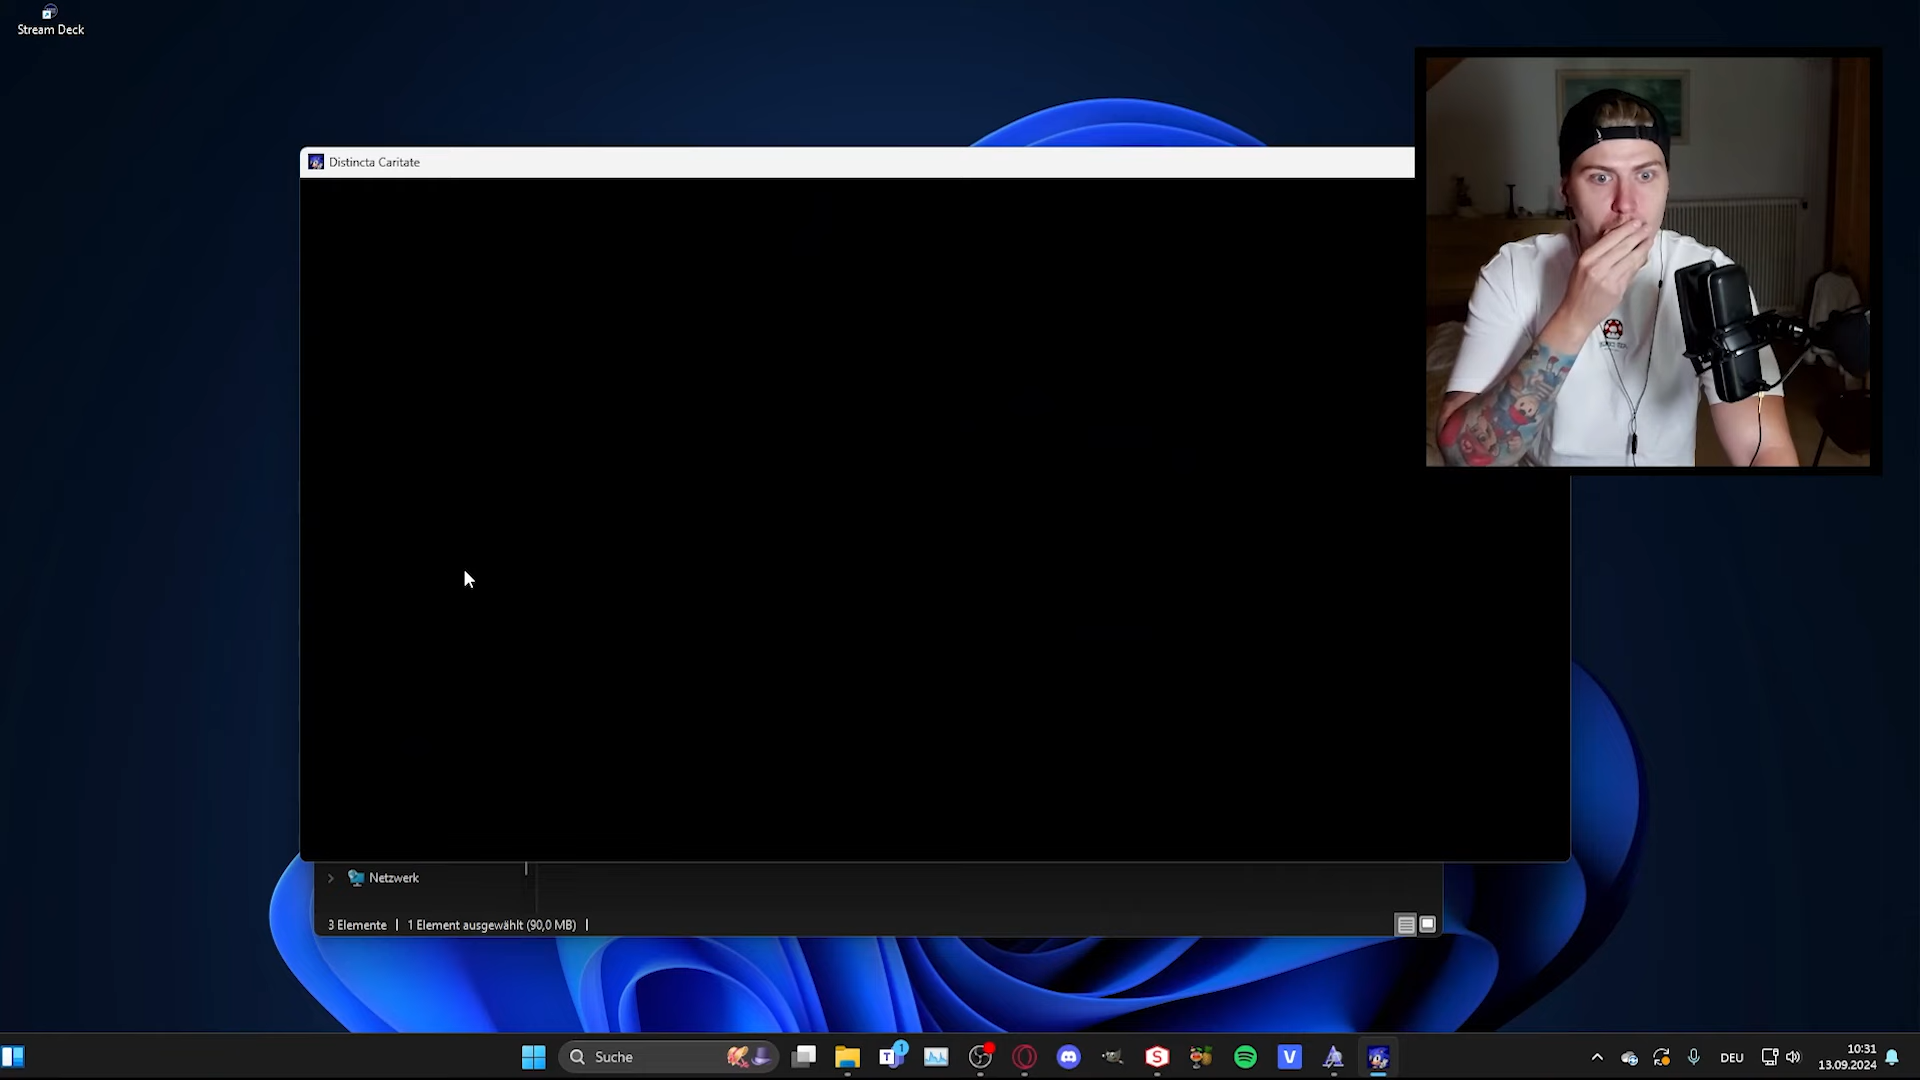 Stream Deck
Distincta Caritate
Netzwerk
3 Elemente | 1 Element ausgewählt (90,0 MB) |
Suche
T
1
S
V
DEU
10:31
13.09.2024